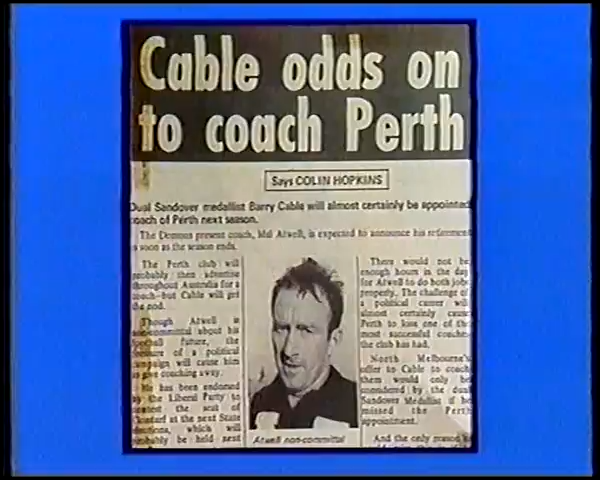 Cable odds on
to coach Perth
Says COLIN HOPKINS
Dual Sandover medallist Barry Cable will almost certainly be appointed
coach of Perth next season.
The Demons present coach, Mal Atwell, is expected to announce his retirement
as soon as the season ends.
The Perth club will
probably then advertise
throughout Australia for a
coach—but Cable will get
the nod.
Though Atwell is
non-committal about his
football future, the
pressure of a political
campaign will cause him
to give coaching away.
He has been endorsed
by the Liberal Party to
contest the seat of
at the next State
elections, which will
probably be held next
Atwell non-committal
There would not be
enough hours in the day
for Atwell to do both jobs
properly. The challenge of
a political career will
almost certainly cause
Perth to lose one of the
most successful coaches
the club has had.
North Melbourne's
offer to Cable to coach
them would only be
considered by the dual
Sandover Medallist if he
missed the Perth
appointment.
And the only reason